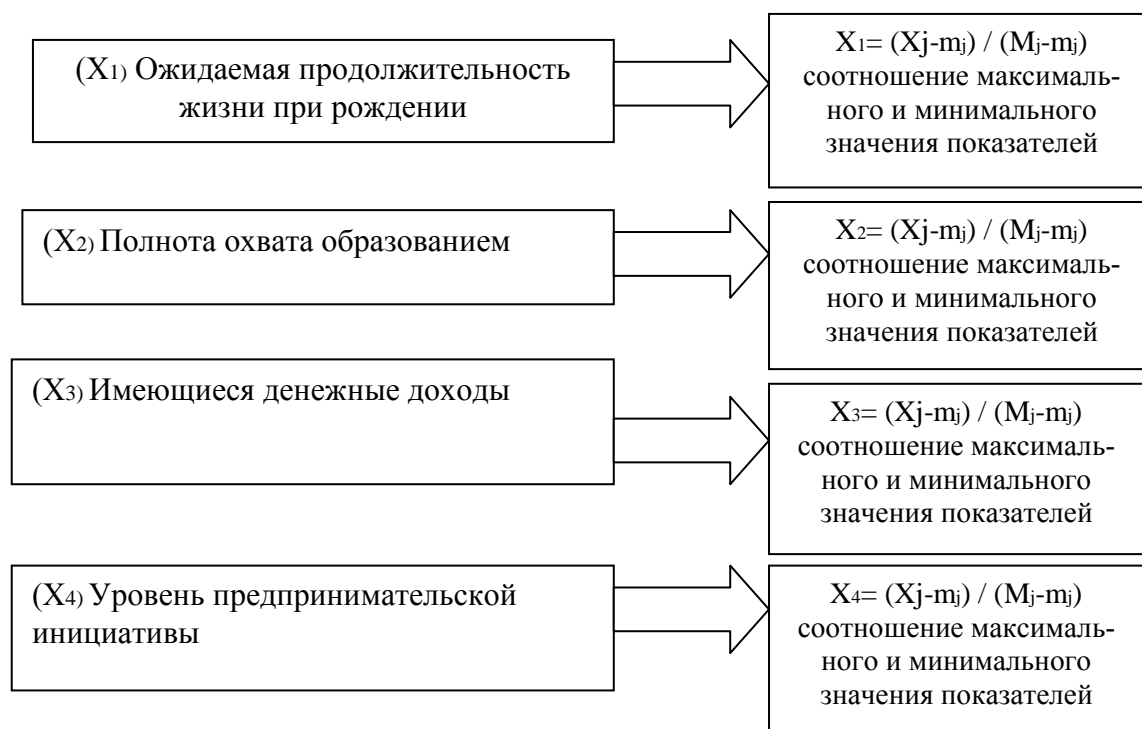 (X₁) Ожидаемая продолжительность
жизни при рождении
X₁= (Xj-mⱼ) / (Mⱼ-mⱼ)
соотношение максималь-
ного и минимального
значения показателей
(X₂) Полнота охвата образованием
X₂= (Xj-mⱼ) / (Mⱼ-mⱼ)
соотношение максималь-
ного и минимального
значения показателей
(X₃) Имеющиеся денежные доходы
X₃= (Xj-mⱼ) / (Mⱼ-mⱼ)
соотношение максималь-
ного и минимального
значения показателей
(X₄) Уровень предпринимательской
инициативы
X₄= (Xj-mⱼ) / (Mⱼ-mⱼ)
соотношение максималь-
ного и минимального
значения показателей